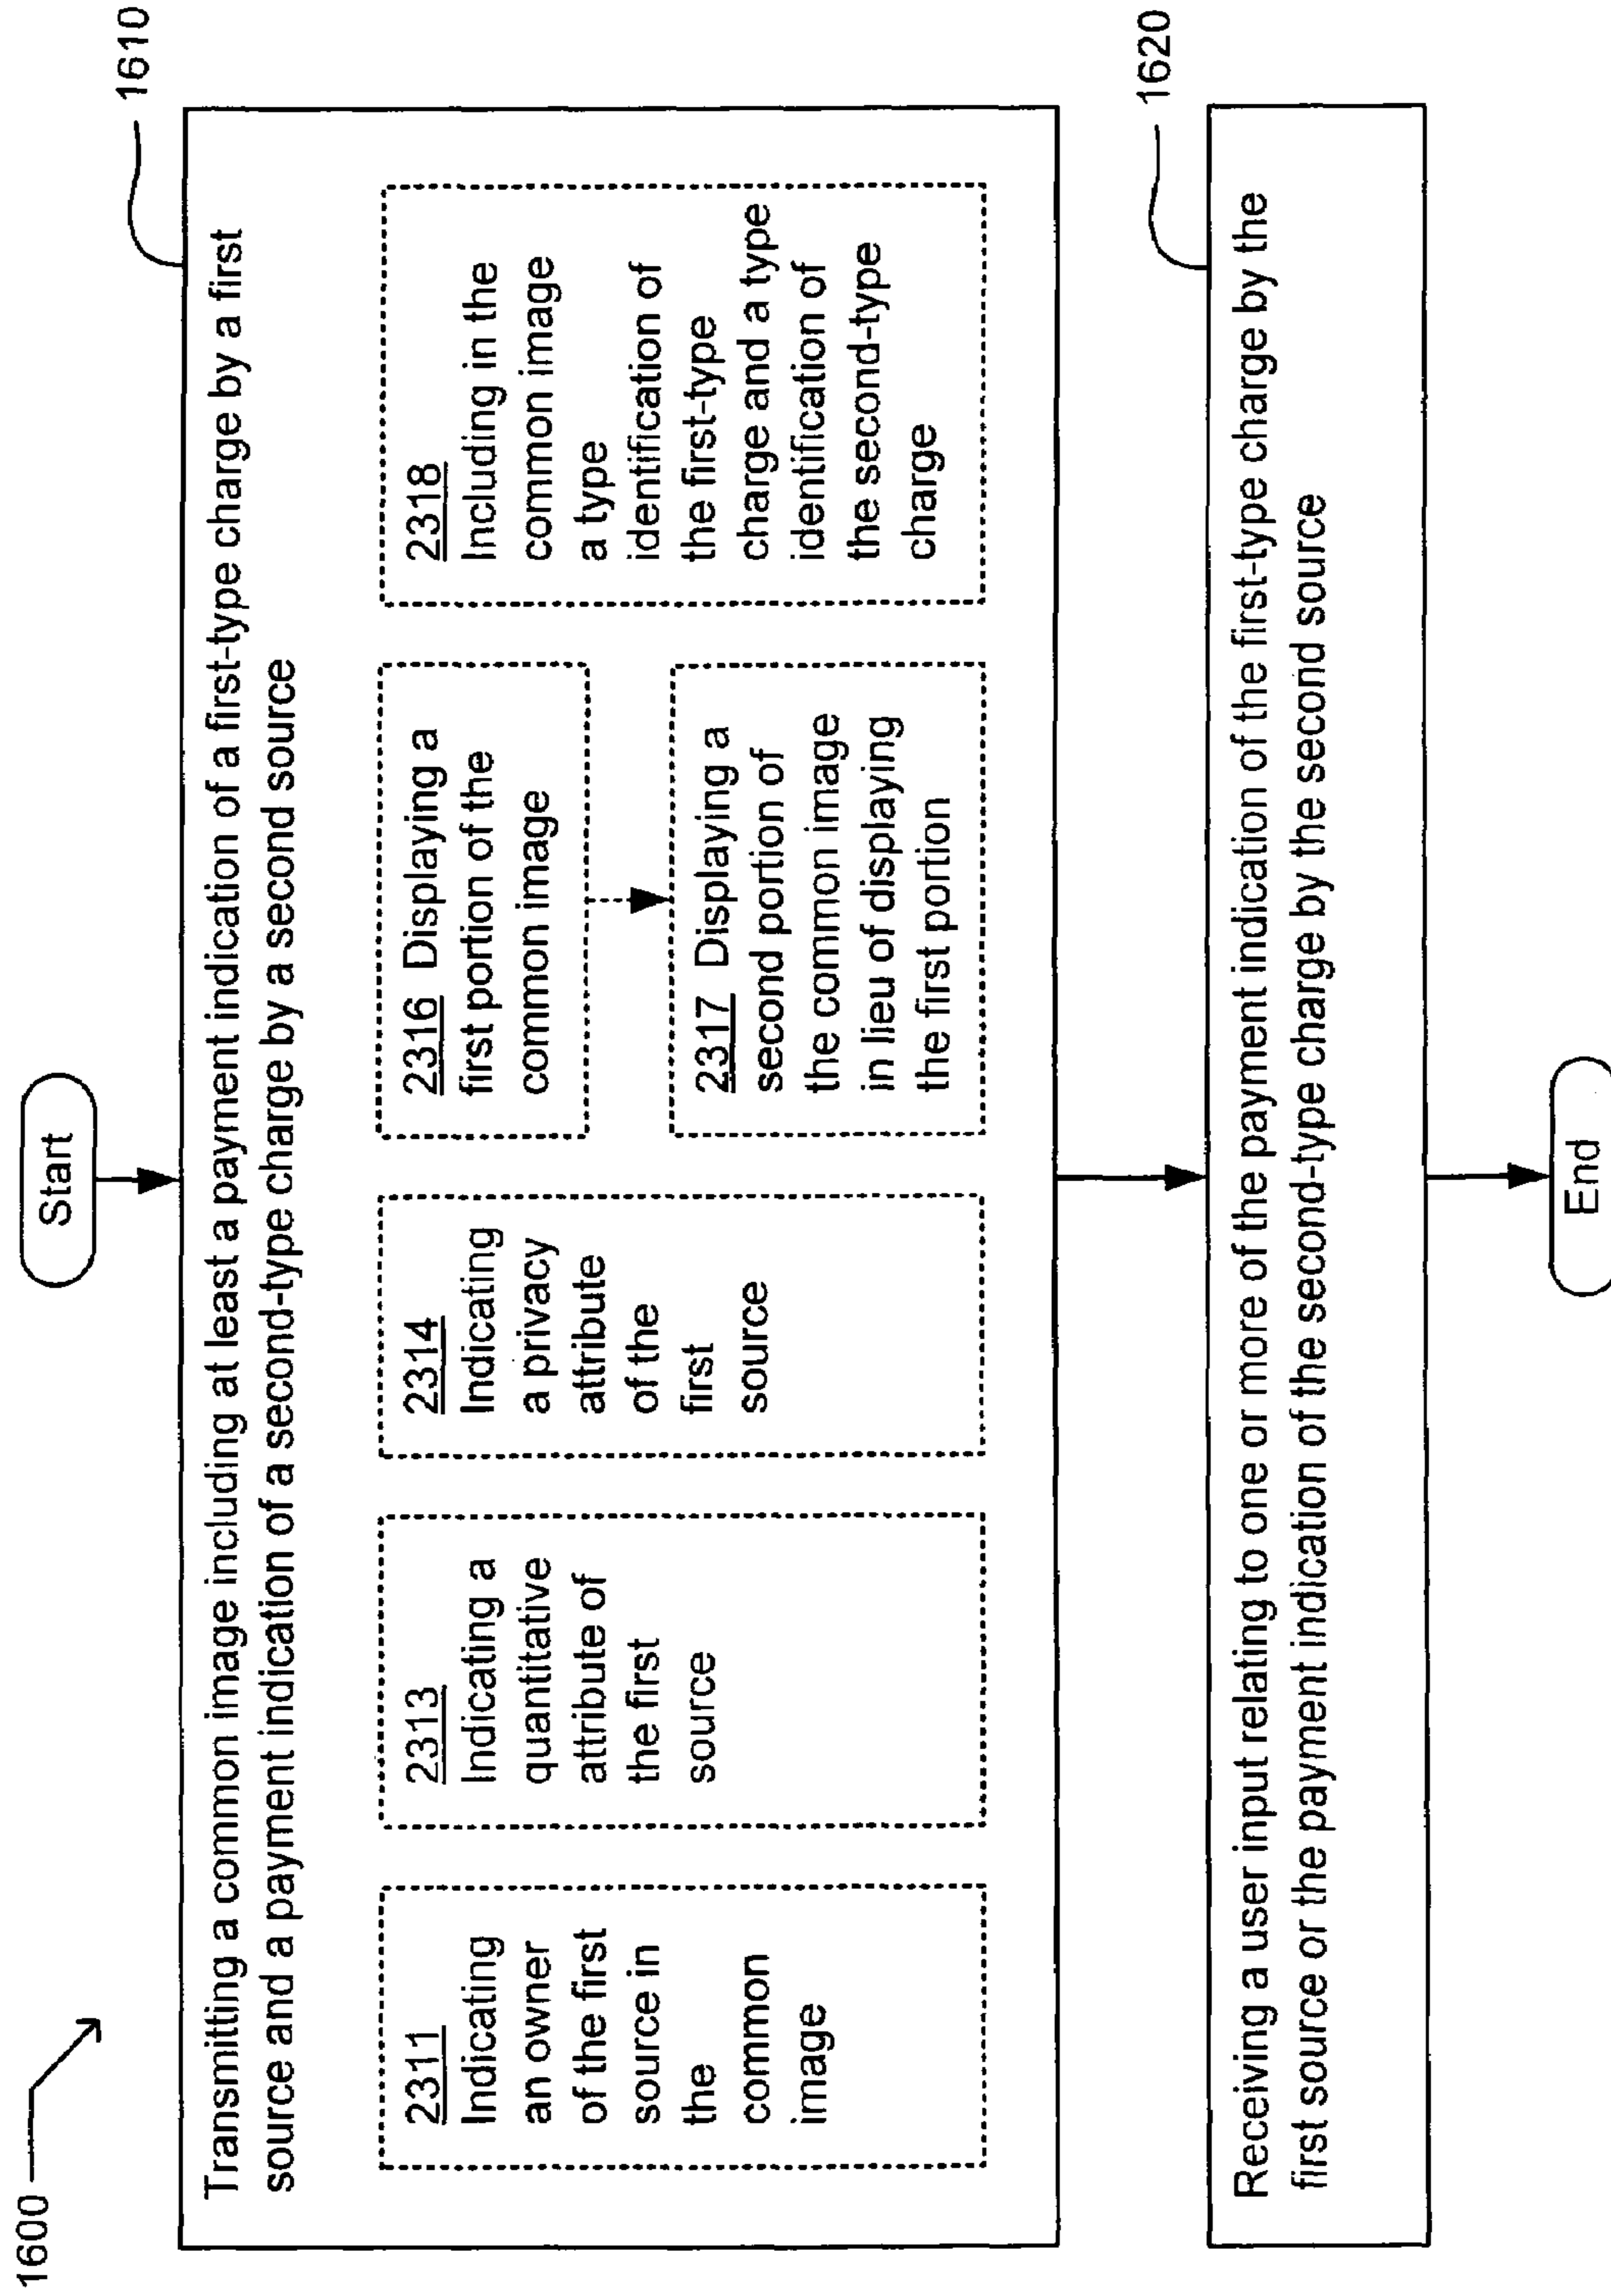 1600
Start
1610
Transmitting a common image including at least a payment indication of a first-type charge by a first
source and a payment indication of a second-type charge by a second source
2311
Indicating
an owner
of the first
source in
the
common
image
2313
Indicating a
quantitative
attribute of
the first
source
2314
Indicating
a privacy
attribute
of the
first
source
2316 Displaying a
first portion of the
common image
2317 Displaying a
second portion of
the common image
in lieu of displaying
the first portion
2318
Including in the
common image
a type
identification of
the first-type
charge and a type
identification of
the second-type
charge
1620
Receiving a user input relating to one or more of the payment indication of the first-type charge by the
first source or the payment indication of the second-type charge by the second source
End